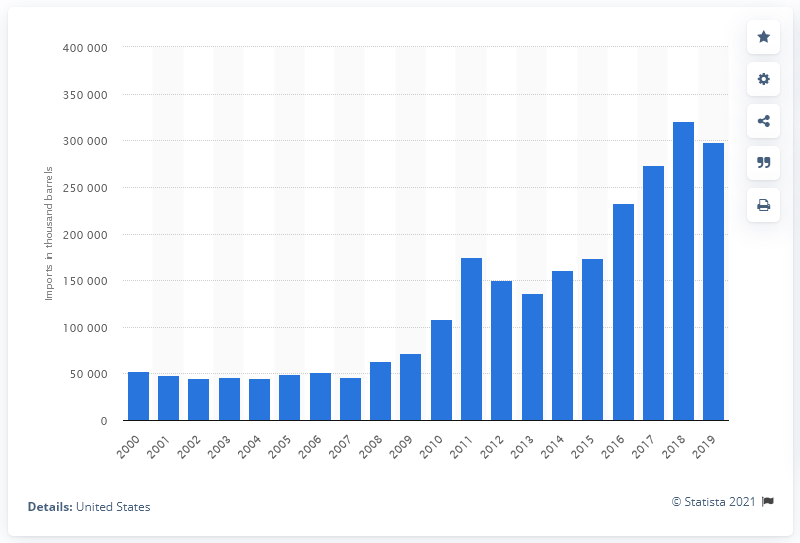 400 000
350 000
300 000
250 000
200 000
150 000
100 000
50 000
0
Imports in thousand barrels
2000 2001 2002 2003 2004 2005 2006 2007 2008 2009 2010 2011 2012 2013 2014 2015 2016 2017 2018 2019
Details: United States
© Statista 2021